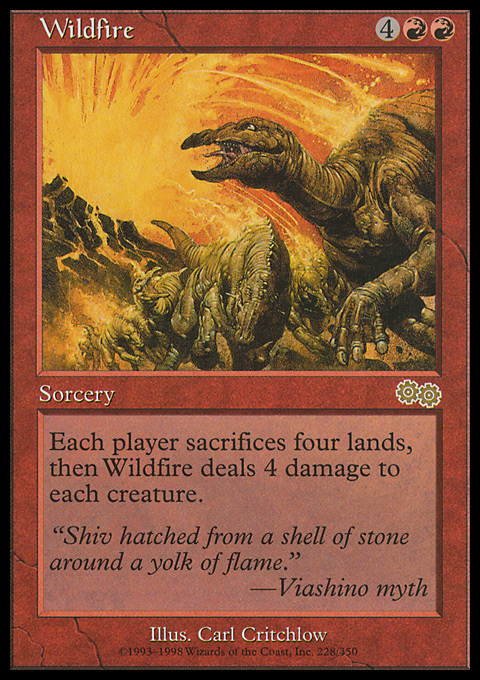 Wildfire 4
Sorcery
Each player sacrifices four lands,
then Wildfire deals 4 damage to
each creature.
“Shiv hatched from a shell of stone
around a yolk of flame.”
—Viashino myth
Illus. Carl Critchlow
©1993–1998 Wizards of the Coast, Inc. 228/350